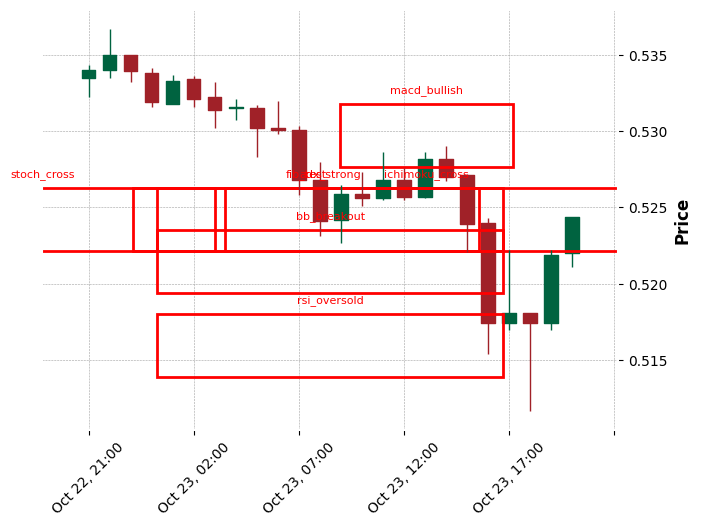 0.535
macd_bullish
0.530
stoch_cross
ichimoku_cross
0.525
Price
bb_breakout
0.520
rsi_oversold
0.515
Oct 22, 21:00
Oct 23, 02:00
Oct 23, 07:00
Oct 23, 12:00
Oct 23, 17:00